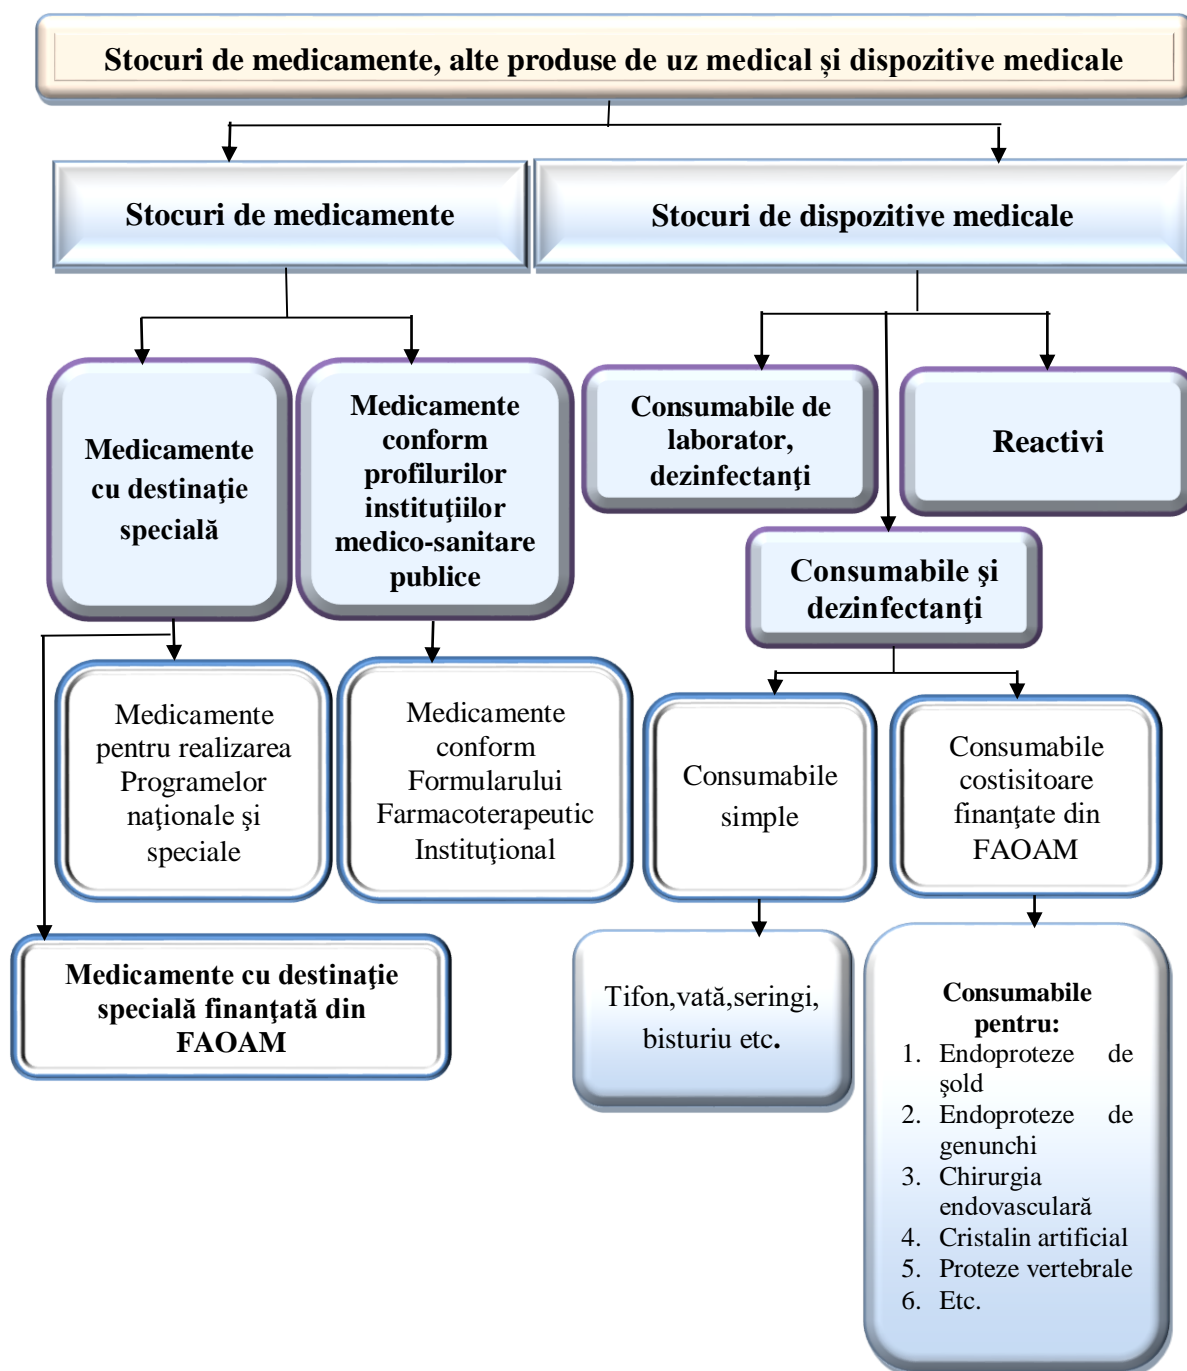 Stocuri de medicamente, alte produse de uz medical și dispozitive medicale
Stocuri de medicamente
Stocuri de dispozitive medicale
Medicamente
cu destinaţie
specială
Medicamente
conform
profilurilor
instituţiilor
medico-sanitare
publice
Consumabile de
laborator,
dezinfectanţi
Reactivi
Consumabile şi
dezinfectanţi
Medicamente
pentru realizarea
Programelor
naţionale şi
speciale
Medicamente
conform
Formularului
Farmacoterapeutic
Instituţional
Consumabile
simple
Consumabile
costisitoare
finanţate din
FAOAM
Medicamente cu destinaţie
specială finanţată din
FAOAM
Tifon,vată,seringi,
bisturiu etc.
Consumabile
pentru:
1. Endoproteze de
şold
2. Endoproteze de
genunchi
3. Chirurgia
endovasculară
4. Cristalin artificial
5. Proteze vertebrale
6. Etc.